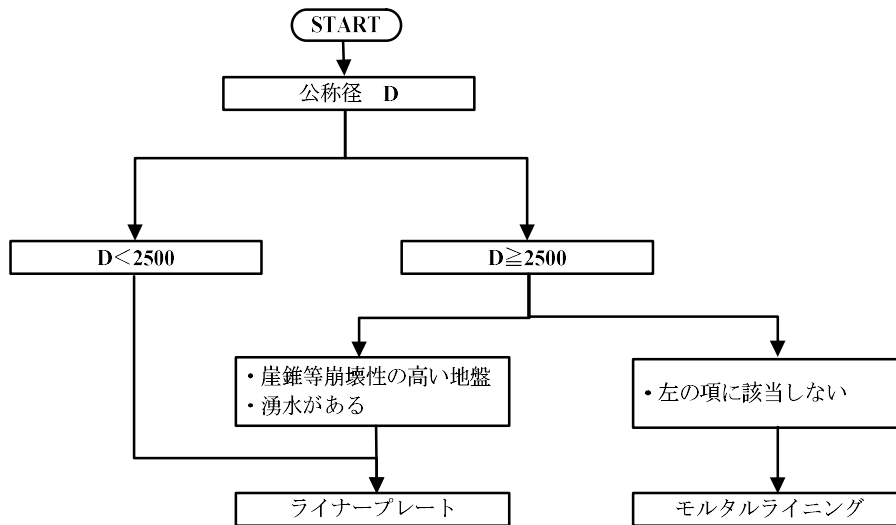 START
公称径　D
D＜2500
D≧2500
・崖錐等崩壊性の高い地盤
・湧水がある
・左の項に該当しない
ライナープレート
モルタルライニング